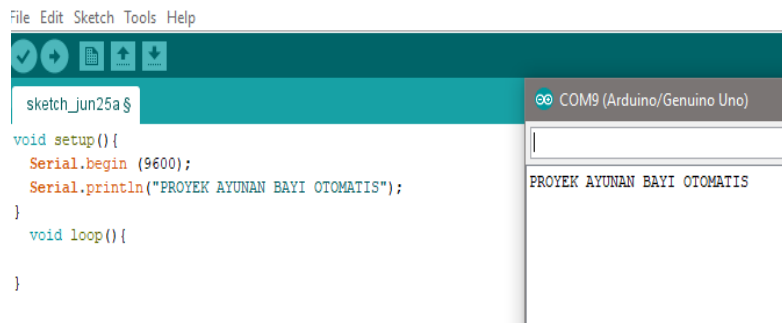 File Edit Sketch Tools Help
sketch_jun25a §
void setup(){
  Serial.begin (9600);
  Serial.println("PROYEK AYUNAN BAYI OTOMATIS");
}
  void loop(){
}
COM9 (Arduino/Genuino Uno)
PROYEK AYUNAN BAYI OTOMATIS